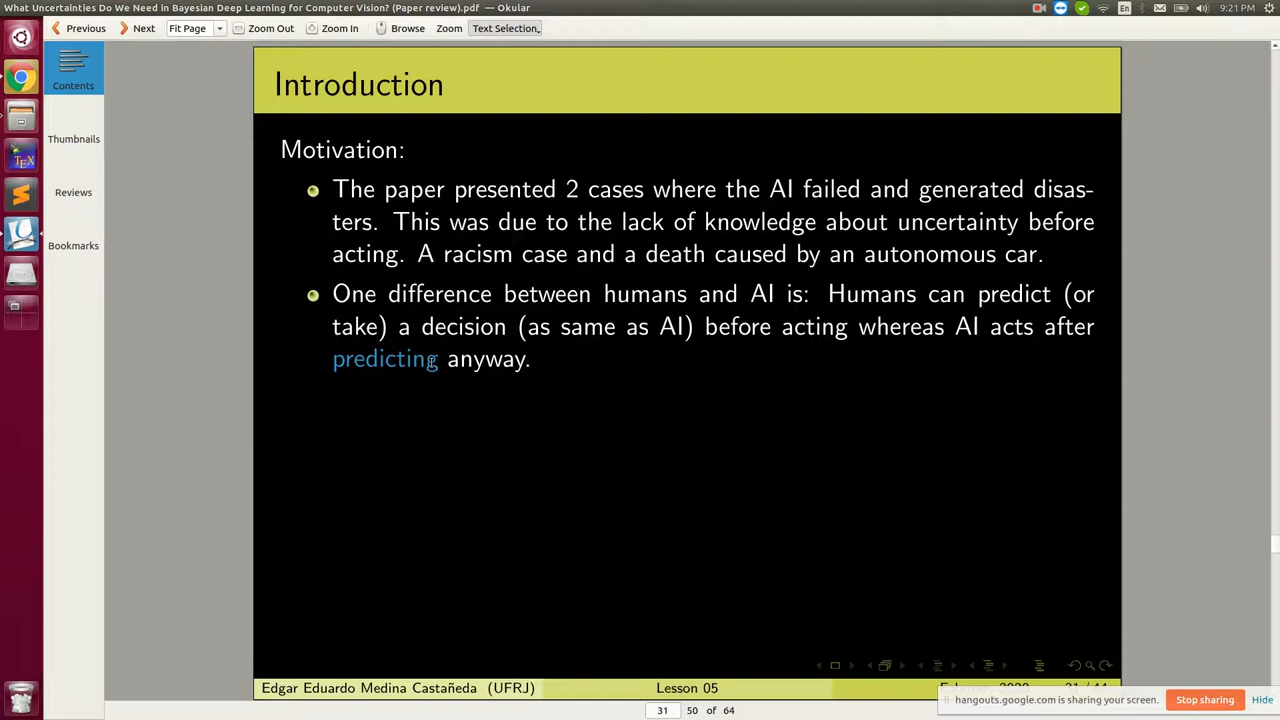 What Uncertainties Do We Need in Bayesian Deep Learning for Computer Vision? (Paper review).pdf — Okular
En
9:21 PM
Previous
Next
Fit Page
Zoom Out
Zoom In
Browse
Zoom
Text Selection
Contents
Thumbnails
Reviews
Bookmarks
Introduction
Motivation:
The paper presented 2 cases where the AI failed and generated disas-
ters. This was due to the lack of knowledge about uncertainty before
acting. A racism case and a death caused by an autonomous car.
One difference between humans and AI is: Humans can predict (or
take) a decision (as same as AI) before acting whereas AI acts after
predicting anyway.
Edgar Eduardo Medina Castañeda (UFRJ)
Lesson 05
hangouts.google.com is sharing your screen.
Stop sharing
Hide
31
50 of 64